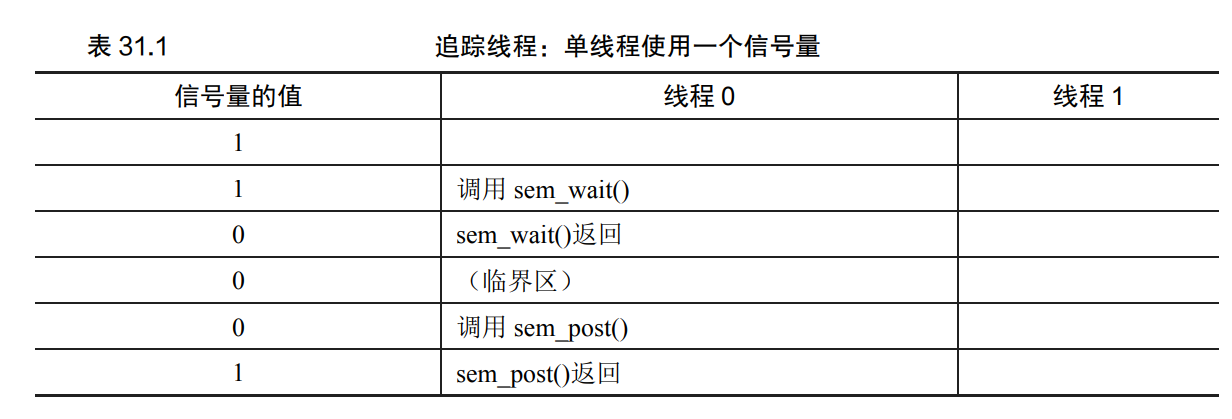 表 31.1 追踪线程：单线程使用一个信号量
信号量的值 线程 0 线程 1
1
1 调用 sem_wait()
0 sem_wait()返回
0 （临界区）
0 调用 sem_post()
1 sem_post()返回